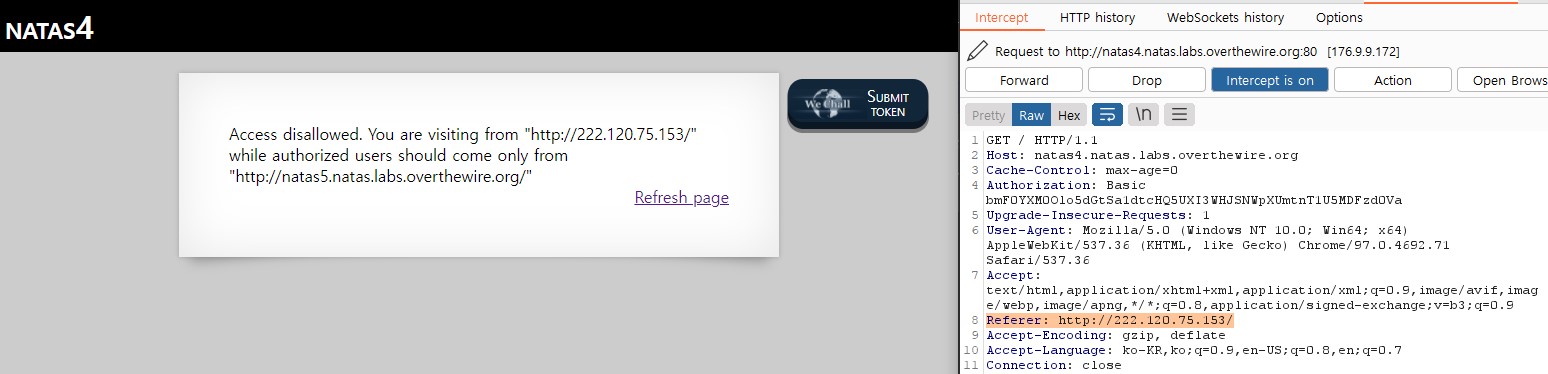 NATAS4
Access disallowed. You are visiting from "http://222.120.75.153/"
while authorized users should come only from
"http://natas5.natas.labs.overthewire.org/"
Refresh page
We Chall
SUBMIT
TOKEN
Intercept HTTP history WebSockets history Options
Request to http://natas4.natas.labs.overthewire.org:80 [176.9.9.172]
Forward Drop Intercept is on Action Open Brows
Pretty Raw Hex \n
1 GET / HTTP/1.1
2 Host: natas4.natas.labs.overthewire.org
3 Cache-Control: max-age=0
4 Authorization: Basic
bmF0YXM0Olo5dGtSa1dtcHQ5UXI3WHJSNWpXUmtnT1U5MDFzd0Va
5 Upgrade-Insecure-Requests: 1
6 User-Agent: Mozilla/5.0 (Windows NT 10.0; Win64; x64)
AppleWebKit/537.36 (KHTML, like Gecko) Chrome/97.0.4692.71
Safari/537.36
7 Accept:
text/html,application/xhtml+xml,application/xml;q=0.9,image/avif,imag
e/webp,image/apng,*/*;q=0.8,application/signed-exchange;v=b3;q=0.9
8 Referer: http://222.120.75.153/
9 Accept-Encoding: gzip, deflate
10 Accept-Language: ko-KR,ko;q=0.9,en-US;q=0.8,en;q=0.7
11 Connection: close